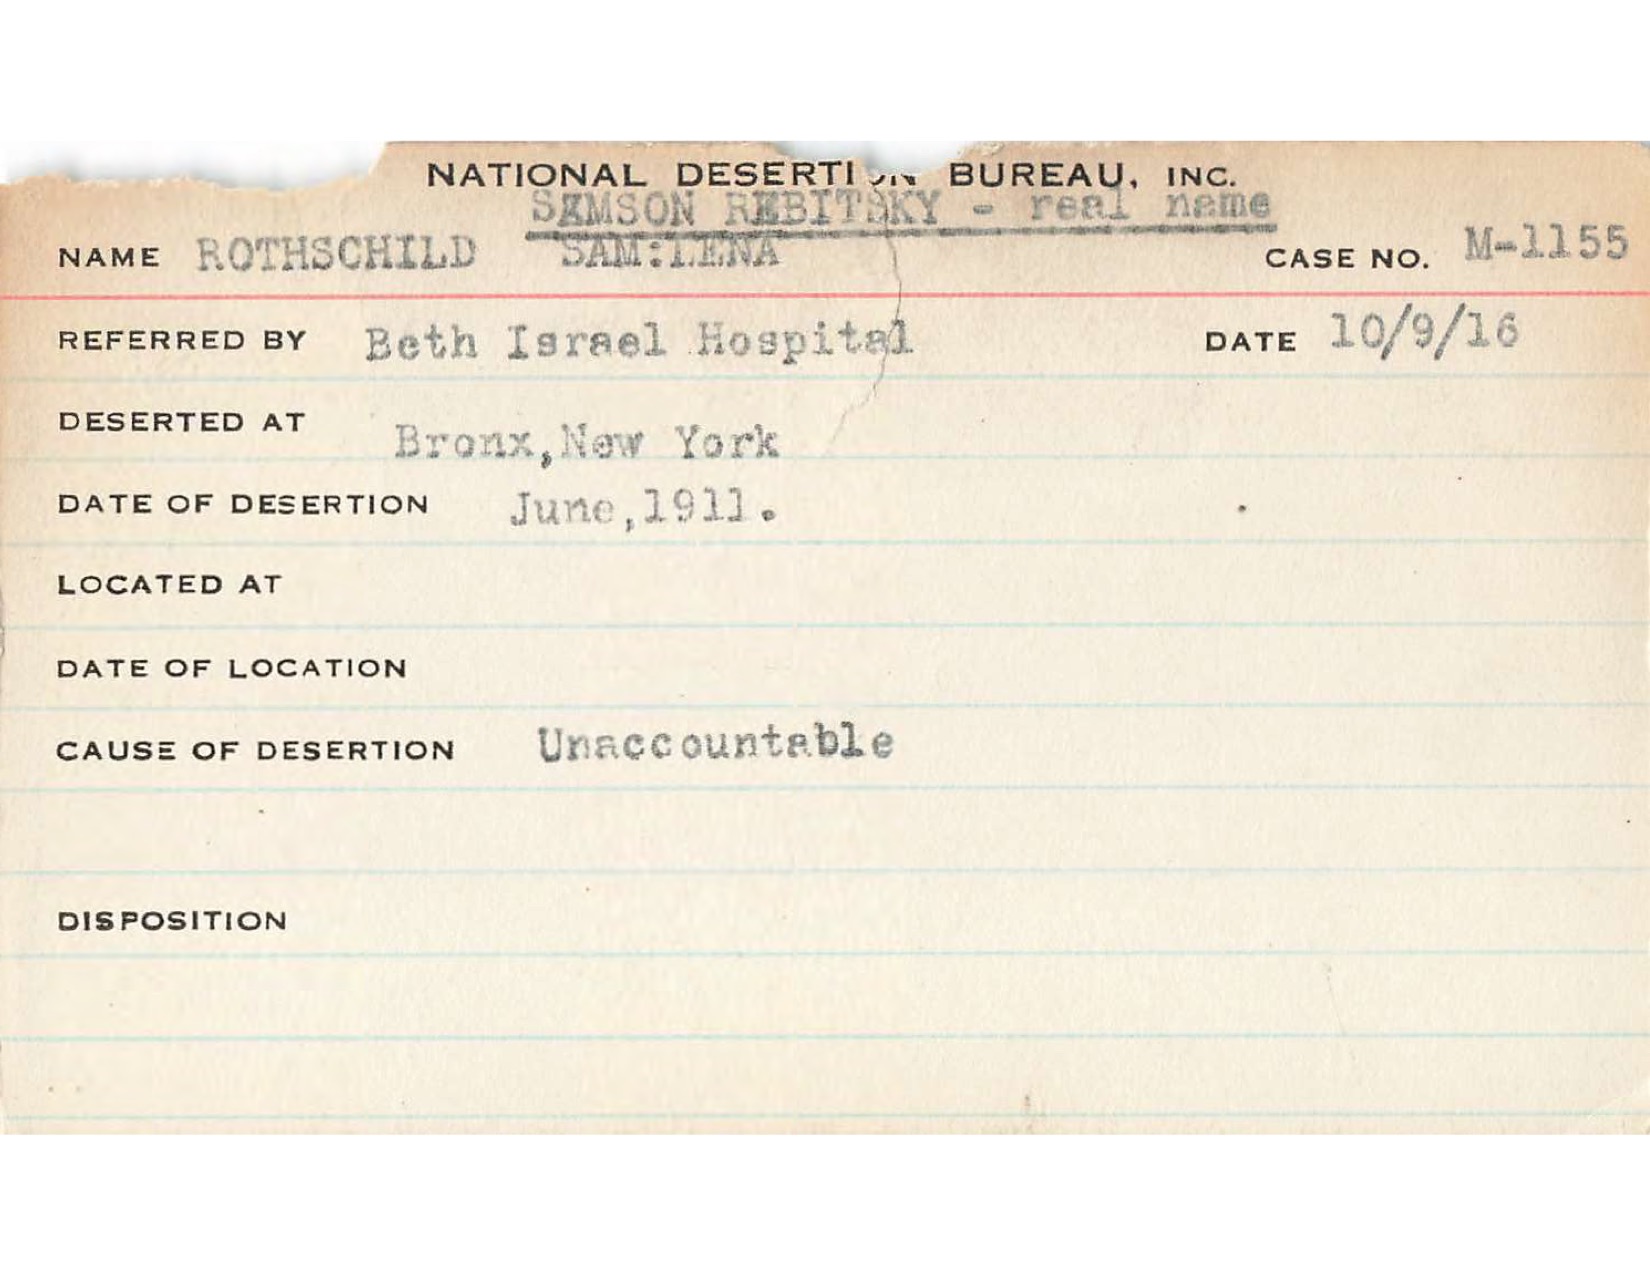 NATIONAL DESERTION BUREAU, INC.
SAMSON REBITSKY - real name
NAME ROTHSCHILD SAM:LENA CASE NO. M-1155
REFERRED BY Beth Israel Hospital DATE 10/9/16
DESERTED AT Bronx,New York
DATE OF DESERTION June,1911.
LOCATED AT
DATE OF LOCATION
CAUSE OF DESERTION Unaccountable
DISPOSITION